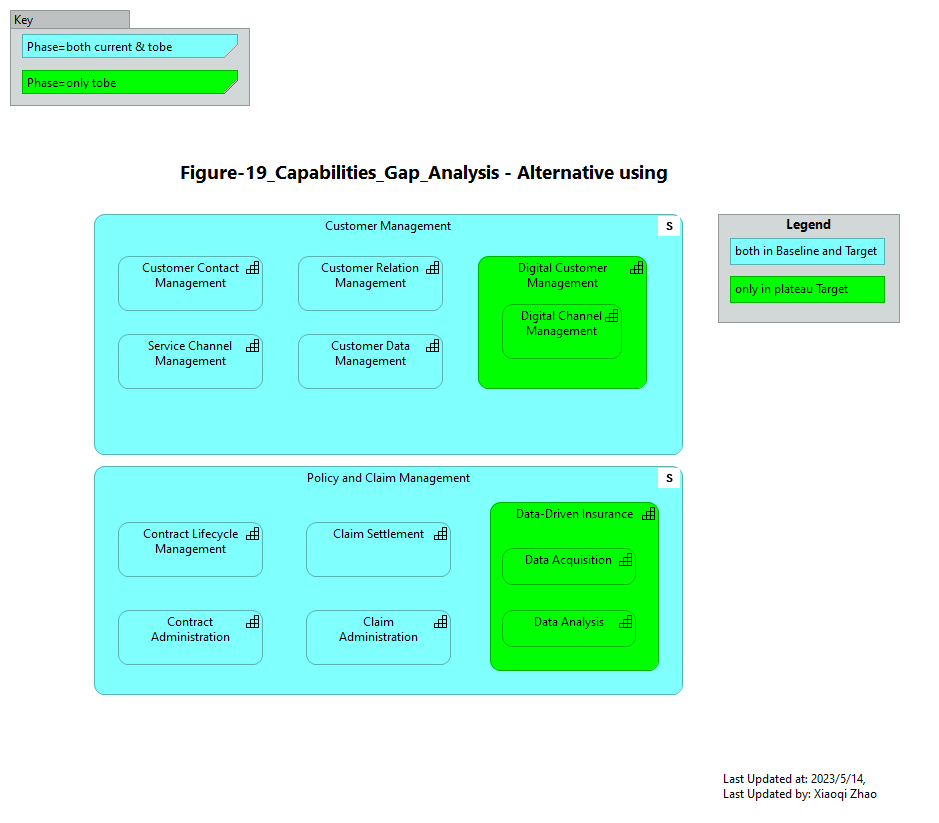 Key
Phase=both current & tobe
Phase=only tobe
Figure-19_Capabilities_Gap_Analysis - Alternative using
Customer Management
S
Customer Contact
Management
Customer Relation
Management
Digital Customer
Management
Digital Channel
Management
Service Channel
Management
Customer Data
Management
Legend
both in Baseline and Target
only in plateau Target
Policy and Claim Management
S
Contract Lifecycle
Management
Claim Settlement
Data-Driven Insurance
Data Acquisition
Contract
Administration
Claim
Administration
Data Analysis
Last Updated at: 2023/5/14,
Last Updated by: Xiaoqi Zhao